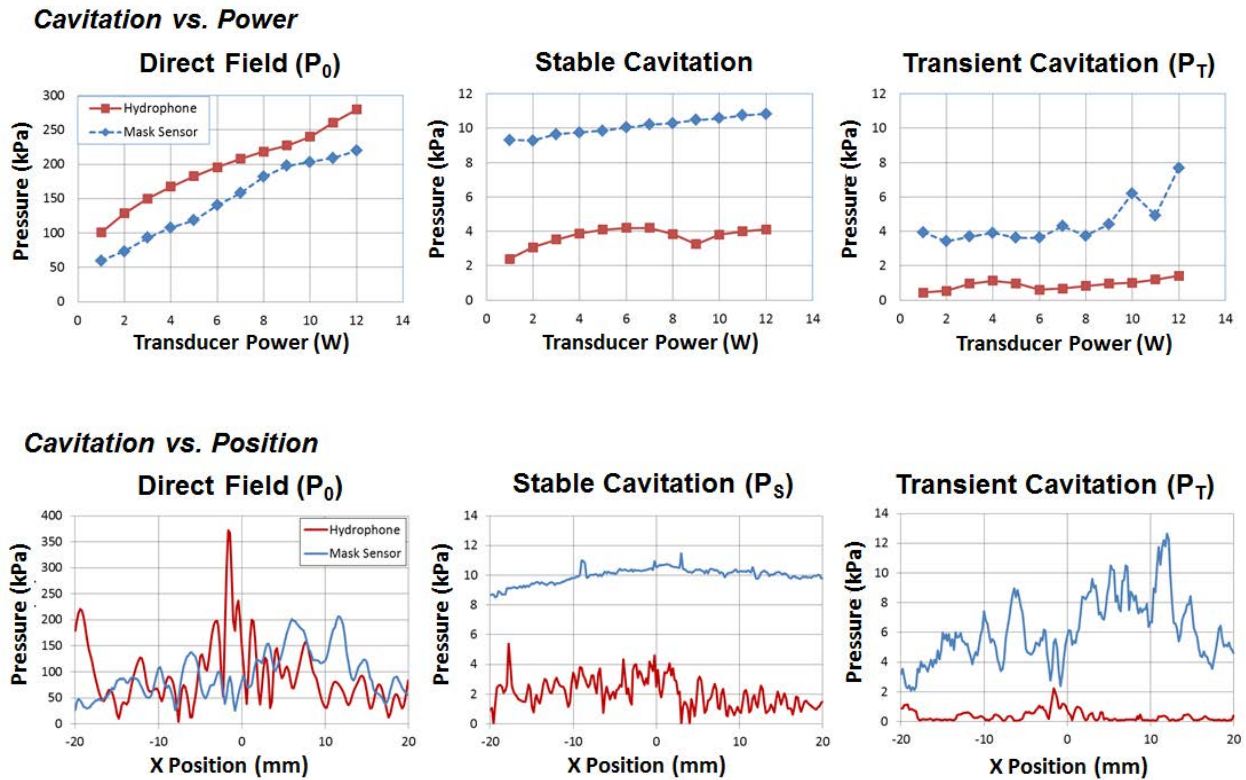 Cavitation vs. Power
Direct Field (P0)
Pressure (kPa)
300
250
200
150
100
50
0
Hydrophone
Mask Sensor
0 2 4 6 8 10 12 14
Transducer Power (W)
Stable Cavitation
Pressure (kPa)
12
10
8
6
4
2
0
0 2 4 6 8 10 12 14
Transducer Power (W)
Transient Cavitation (PT)
Pressure (kPa)
12
10
8
6
4
2
0
0 2 4 6 8 10 12 14
Transducer Power (W)
Cavitation vs. Position
Direct Field (P0)
Pressure (kPa)
400
350
300
250
200
150
100
50
0
Hydrophone
Mask Sensor
-20 -10 0 10 20
X Position (mm)
Stable Cavitation (PS)
Pressure (kPa)
14
12
10
8
6
4
2
0
-20 -10 0 10 20
X Position (mm)
Transient Cavitation (PT)
Pressure (kPa)
14
12
10
8
6
4
2
0
-20 -10 0 10 20
X Position (mm)